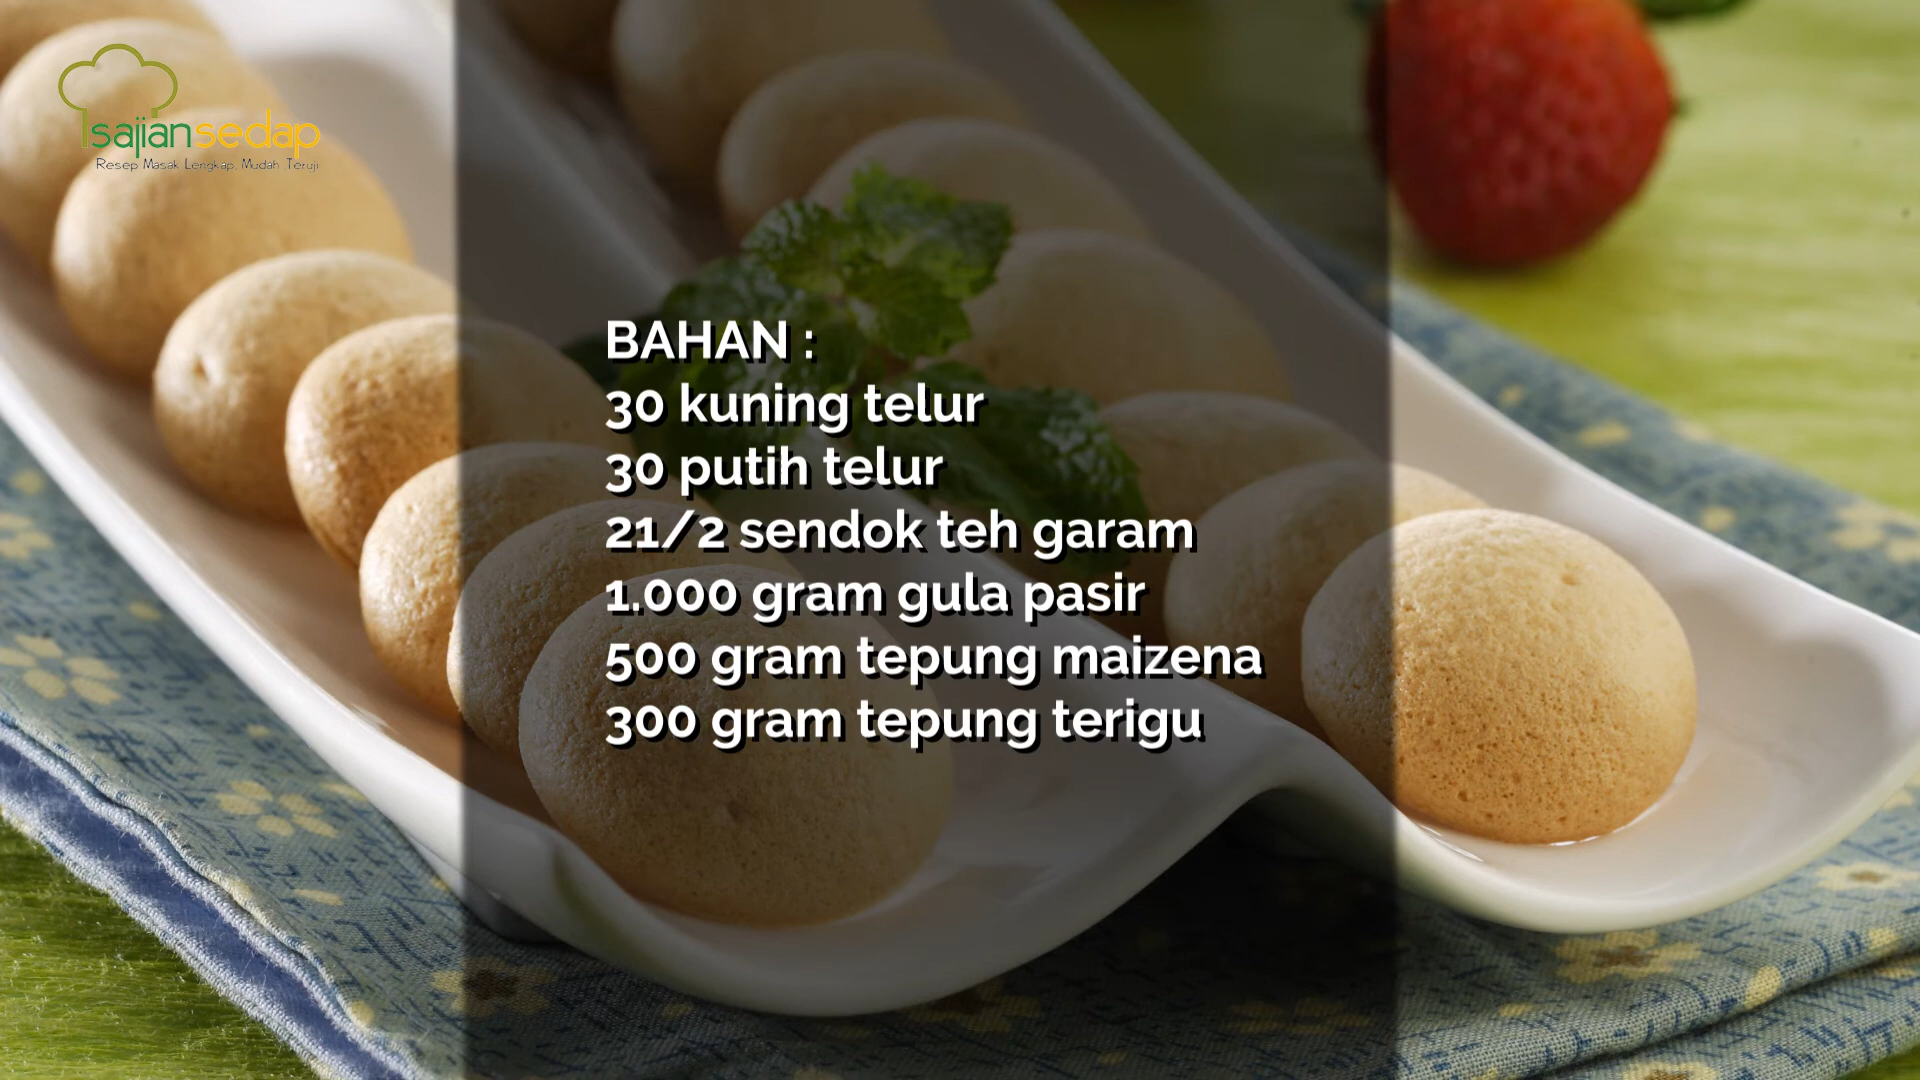 sajiansedap
Resep Masak Lengkap, Mudah Teruji
BAHAN :
30 kuning telur
30 putih telur
21/2 sendok teh garam
1.000 gram gula pasir
500 gram tepung maizena
300 gram tepung terigu